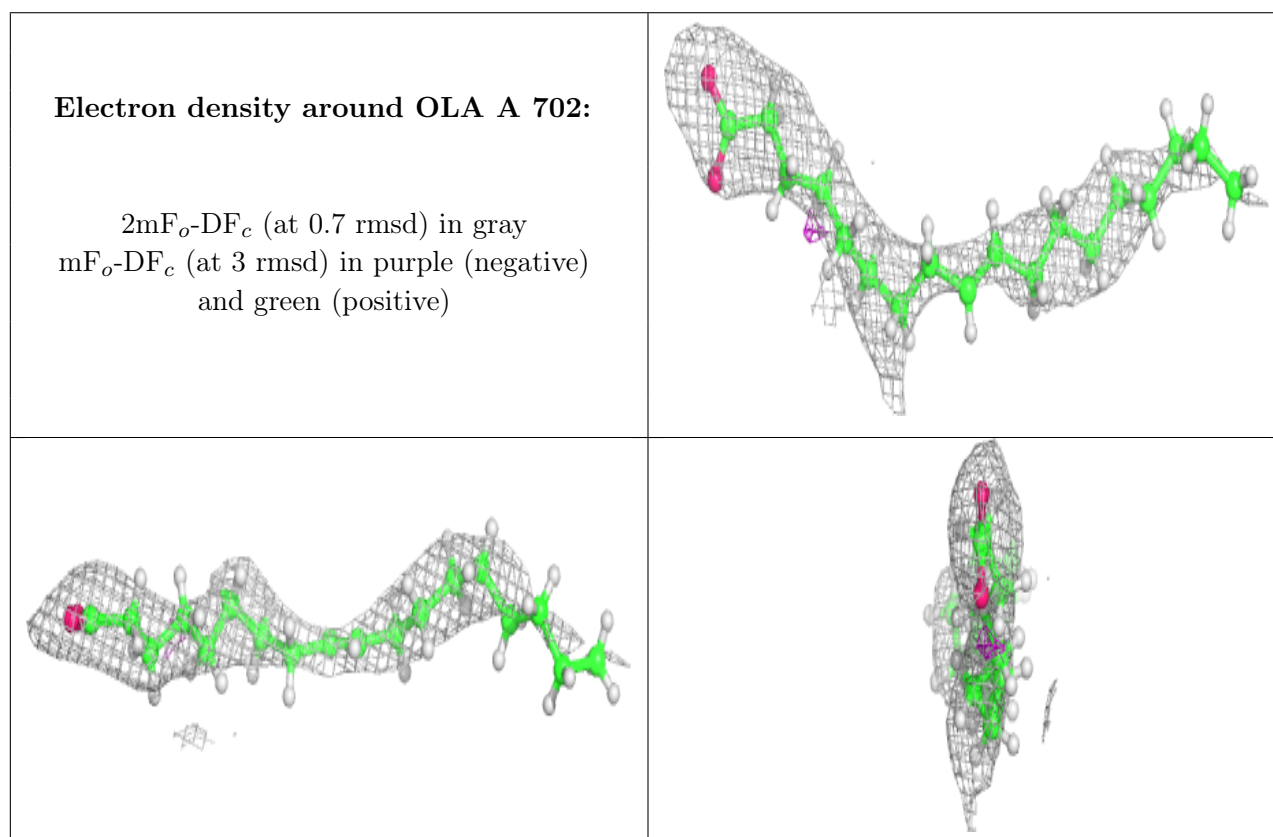 Electron density around OLA A 702:
2mFo-DFc (at 0.7 rmsd) in gray
mFo-DFc (at 3 rmsd) in purple (negative)
and green (positive)